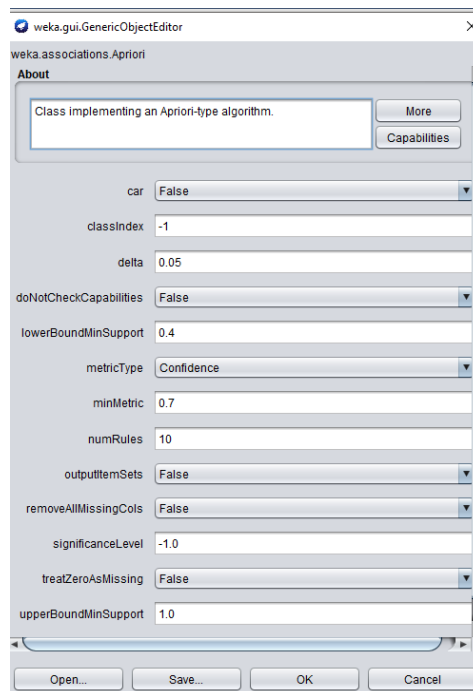 weka.gui.GenericObjectEditor
weka.associations.Apriori
About
Class implementing an Apriori-type algorithm.
More
Capabilities
car False
classIndex -1
delta 0.05
doNotCheckCapabilities False
lowerBoundMinSupport 0.4
metricType Confidence
minMetric 0.7
numRules 10
outputItemSets False
removeAllMissingCols False
significanceLevel -1.0
treatZeroAsMissing False
upperBoundMinSupport 1.0
Open... Save... OK Cancel